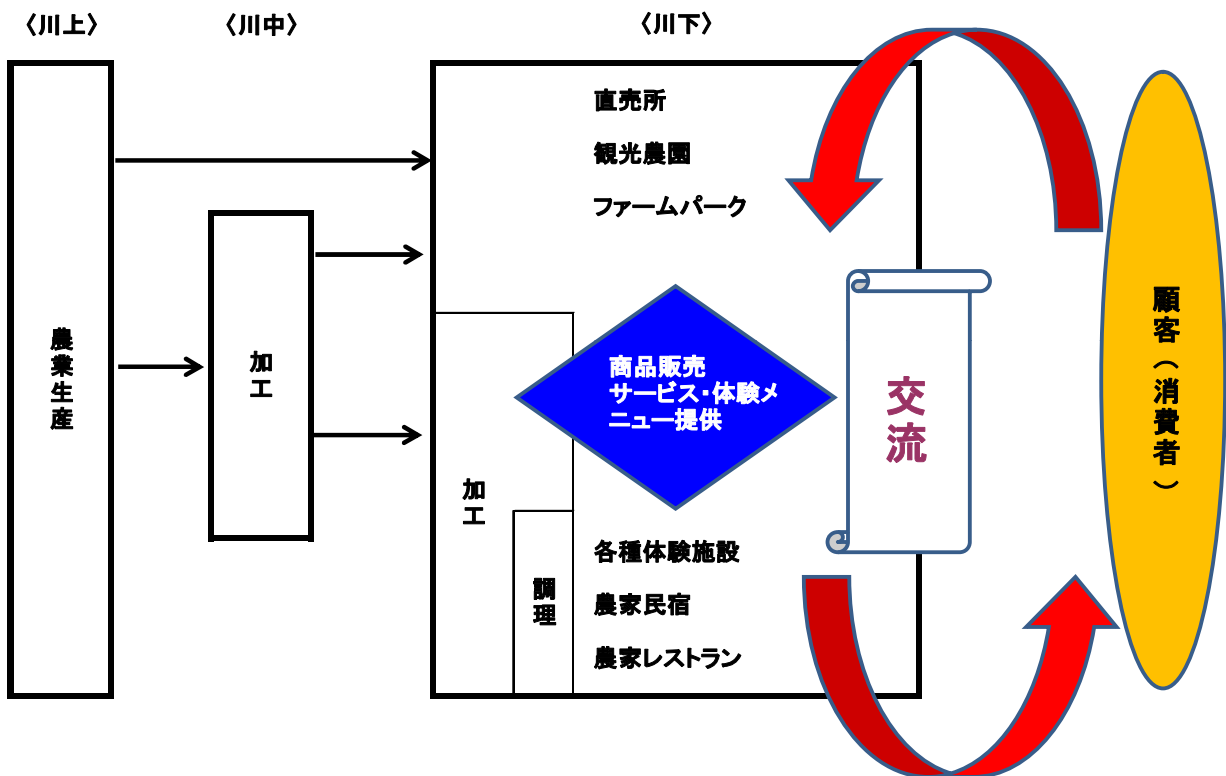 〈川上〉
〈川中〉
〈川下〉
農業生産
加工
直売所
観光農園
ファームパーク
商品販売
サービス・体験メ
ニュー提供
加工
調理
各種体験施設
農家民宿
農家レストラン
交流
顧客（消費者）